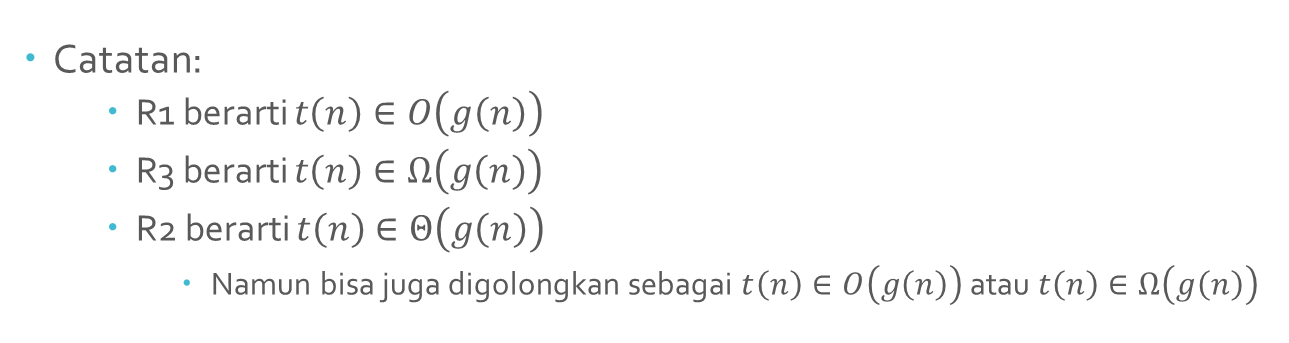 • Catatan:
• R1 berarti t(n) ∈ O(g(n))
• R3 berarti t(n) ∈ Ω(g(n))
• R2 berarti t(n) ∈ Θ(g(n))
• Namun bisa juga digolongkan sebagai t(n) ∈ O(g(n)) atau t(n) ∈ Ω(g(n))